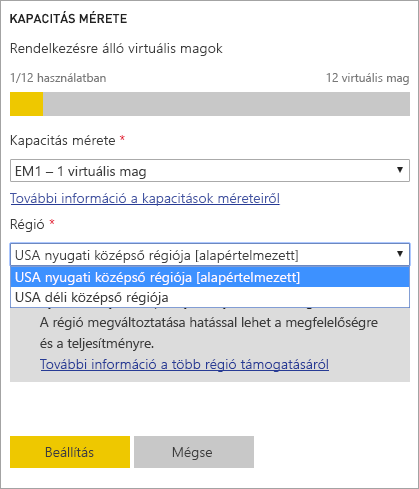 KAPACITÁS MÉRETE
Rendelkezésre álló virtuális magok
1/12 használatban 12 virtuális mag
Kapacitás mérete *
EM1 – 1 virtuális mag
További információ a kapacitások méreteiről
Régió *
USA nyugati középső régiója [alapértelmezett]
USA nyugati középső régiója [alapértelmezett]
USA déli középső régiója
A régió megváltoztatása hatással lehet a megfelelőségre
és a teljesítményre.
További információ a több régió támogatásáról
Beállítás Mégse